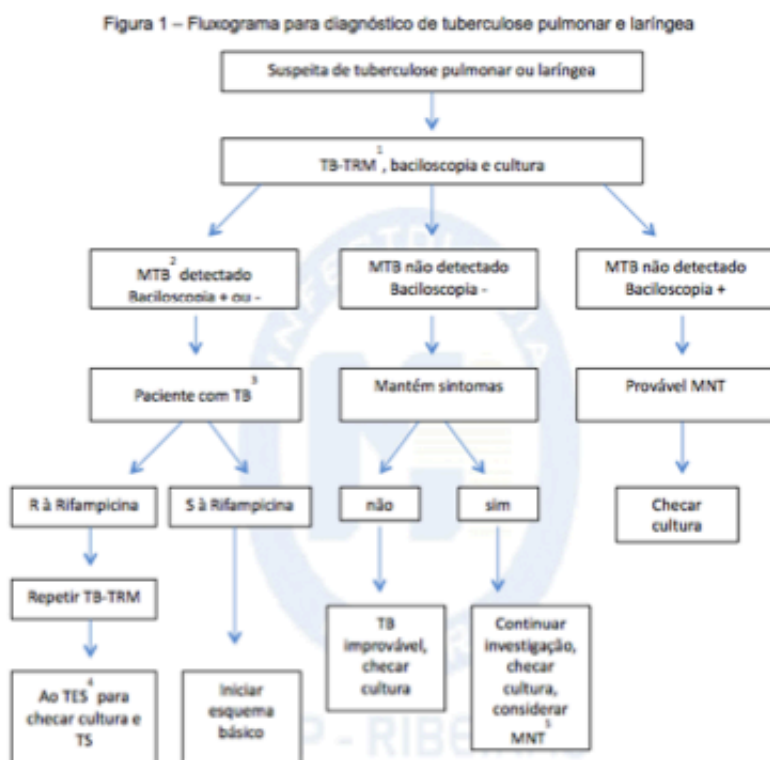 Figura 1 – Fluxograma para diagnóstico de tuberculose pulmonar e laríngea
Suspeita de tuberculose pulmonar ou laríngea
TB-TRM¹, baciloscopia e cultura
MTB² detectado
Baciloscopia + ou -
MTB não detectado
Baciloscopia -
MTB não detectado
Baciloscopia +
Paciente com TB³
Mantém sintomas
Provável MNT
R à Rifampicina
S à Rifampicina
não
sim
Checar
cultura
Repetir TB-TRM
Ao TES⁴ para
checar cultura e
TS
Iniciar
esquema
básico
TB
improvável,
checar
cultura
Continuar
investigação,
checar
cultura,
considerar
MNT⁵